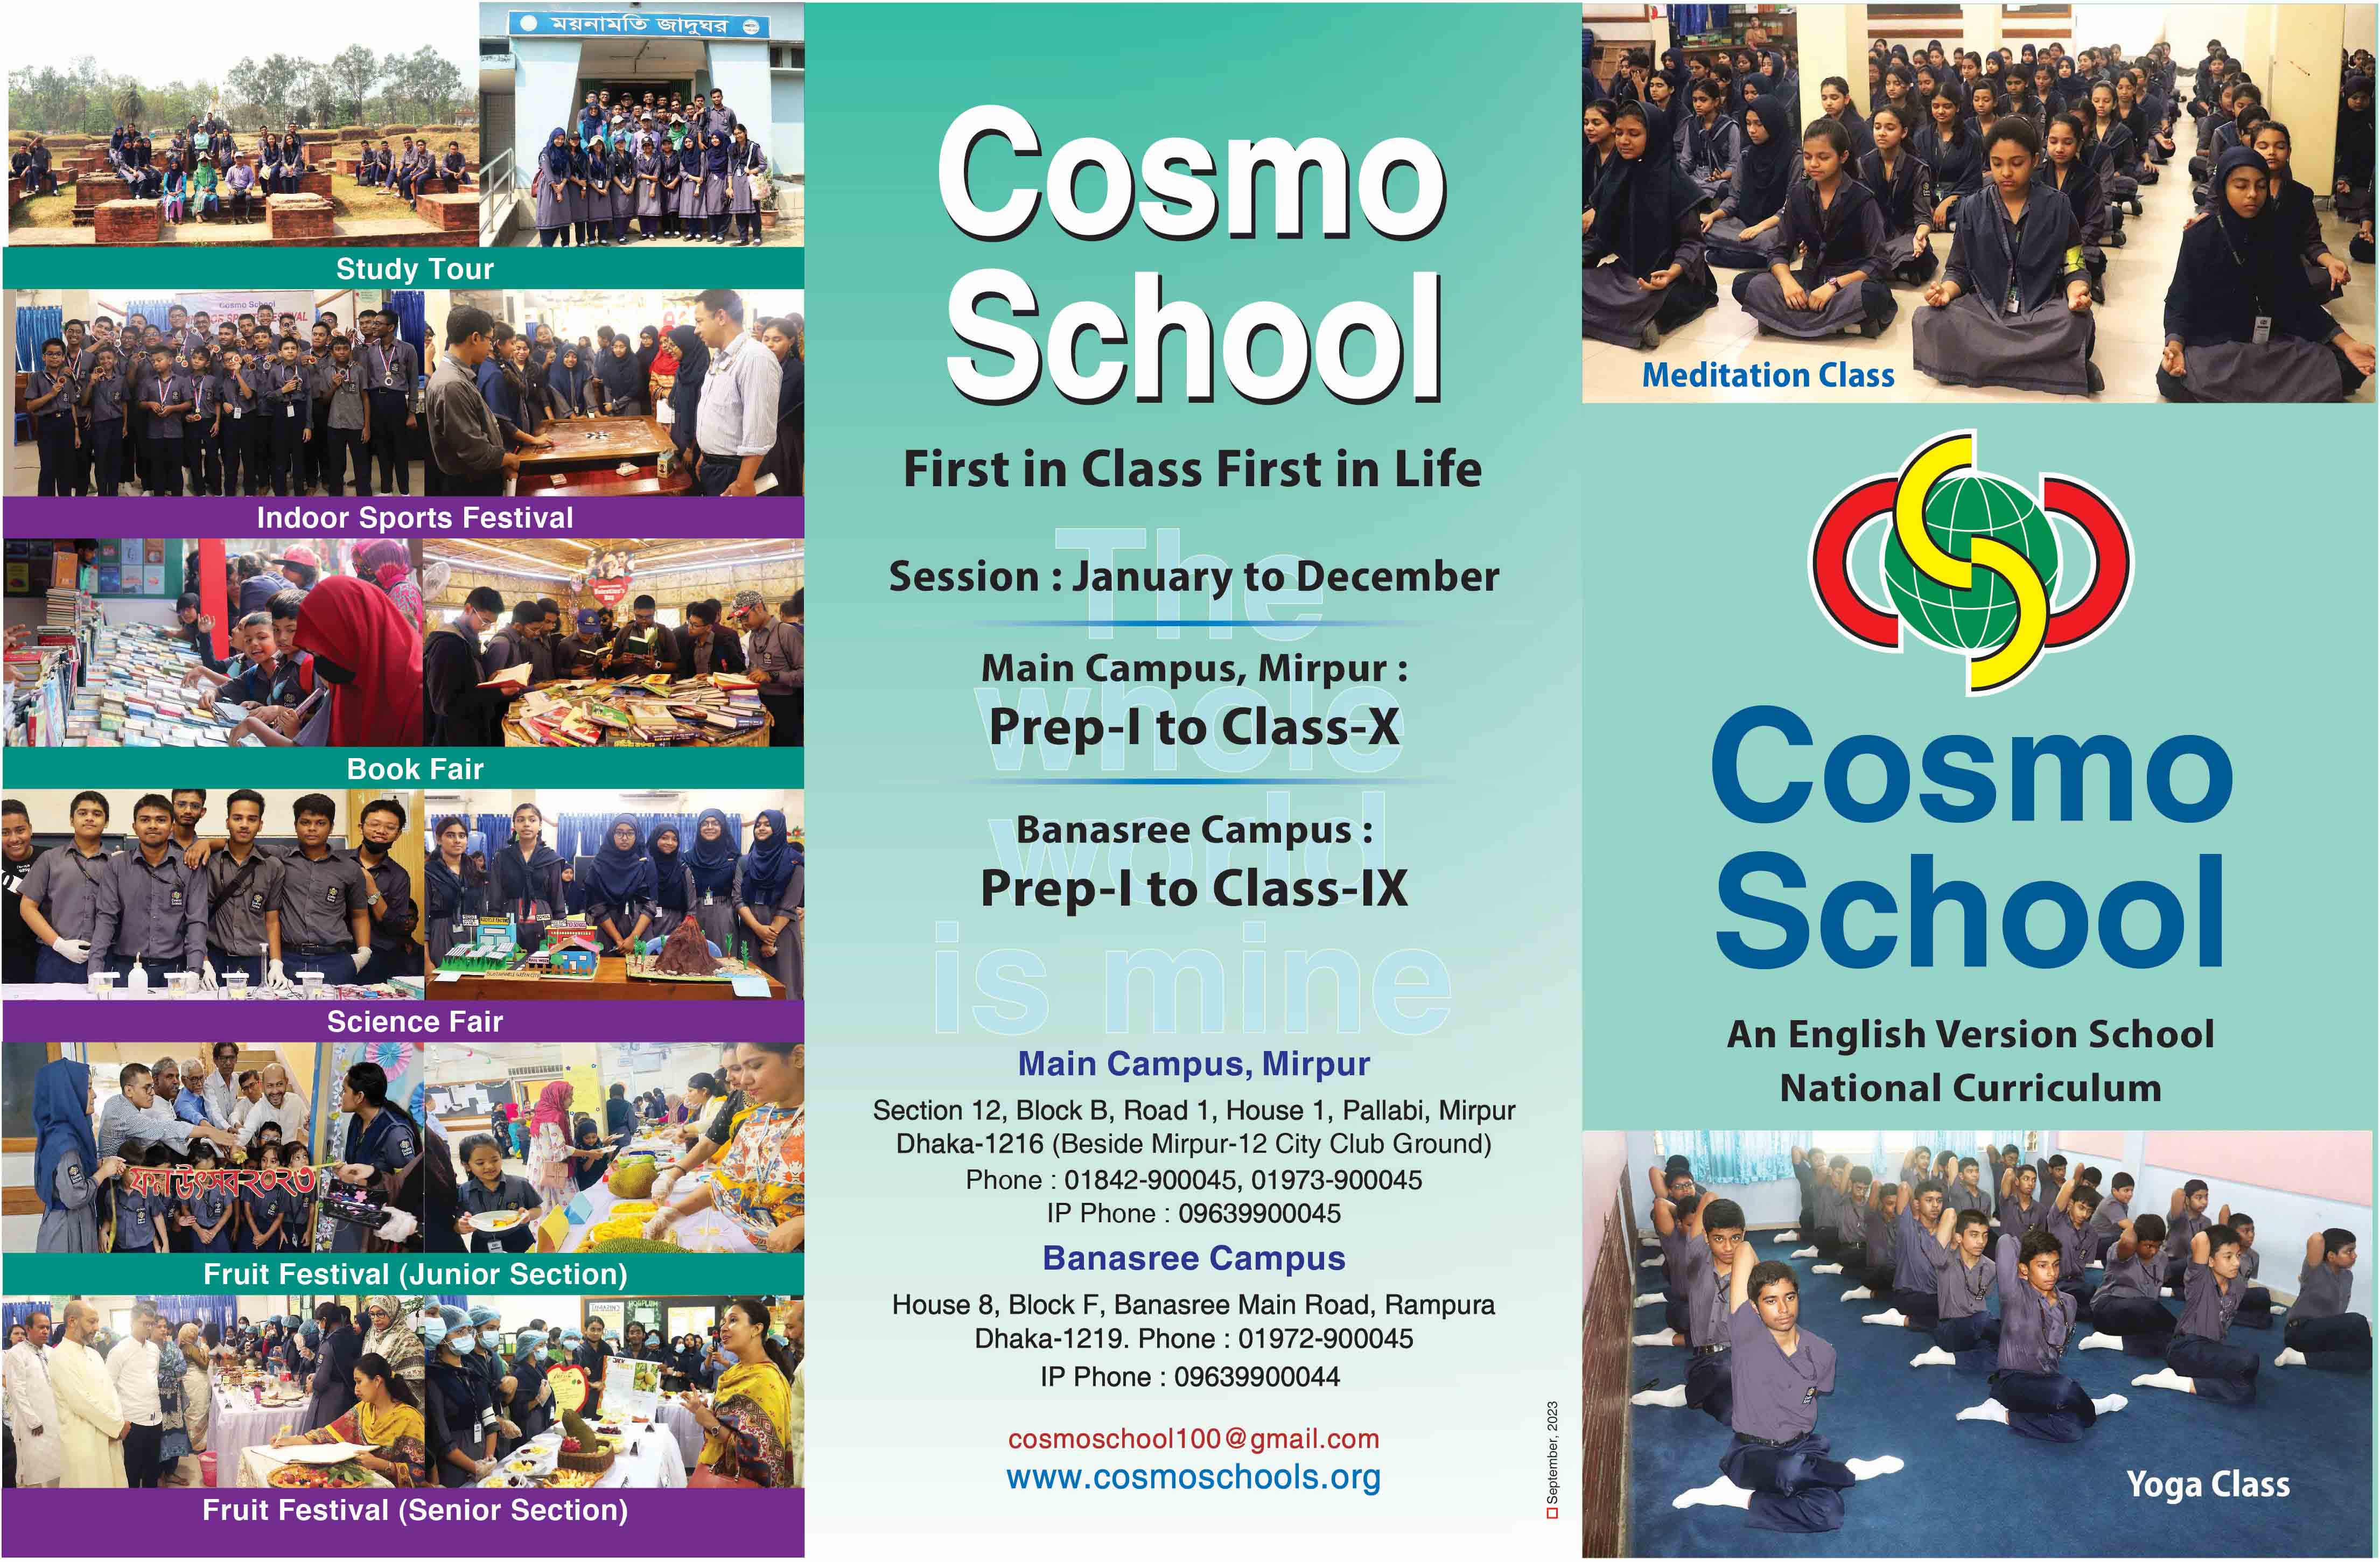 ময়নামতি জাদুঘর
Study Tour
Cosmo School
Indoor Sports Festival
Book Fair
Science Fair
ফল উৎসব ২০২৩
Fruit Festival (Junior Section)
Fruit Festival (Senior Section)
Cosmo
School
First in Class First in Life
The
whole
world
is mine
Session : January to December
Main Campus, Mirpur :
Prep-I to Class-X
Banasree Campus :
Prep-I to Class-IX
Main Campus, Mirpur
Section 12, Block B, Road 1, House 1, Pallabi, Mirpur
Dhaka-1216 (Beside Mirpur-12 City Club Ground)
Phone : 01842-900045, 01973-900045
IP Phone : 09639900045
Banasree Campus
House 8, Block F, Banasree Main Road, Rampura
Dhaka-1219. Phone : 01972-900045
IP Phone : 09639900044
cosmoschool100@gmail.com
www.cosmoschools.org
September, 2023
Meditation Class
Cosmo
School
An English Version School
National Curriculum
Yoga Class